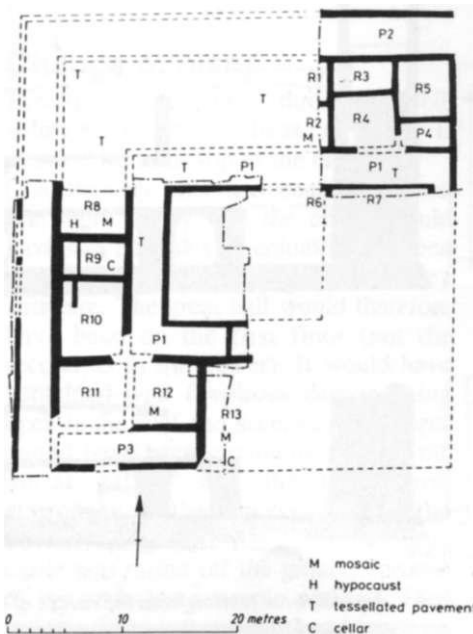 P2
R1 R3 R5
T
T
T
R2 R4
M P4
T P1 P1
T
R8 R6 R7
H M
R9
C
R10
P1
R11 R12 R13
M
M
P3
C
M mosaic
H hypocaust
T tessellated pavement
C cellar
0 10 20 metres